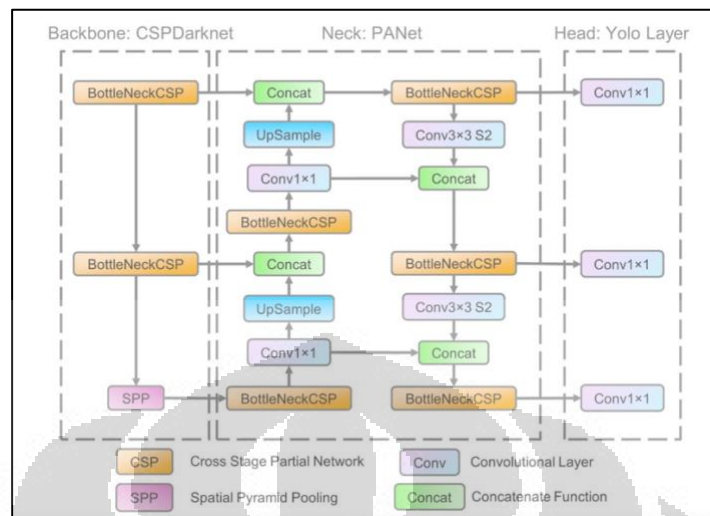 Backbone: CSPDarknet Neck: PANet Head: Yolo Layer
BottleNeckCSP Concat BottleNeckCSP Conv1×1
UpSample Conv3×3 S2
Conv1×1 Concat
BottleNeckCSP
BottleNeckCSP Concat BottleNeckCSP Conv1×1
UpSample Conv3×3 S2
Conv1×1 Concat
SPP BottleNeckCSP BottleNeckCSP Conv1×1
CSP Cross Stage Partial Network Conv Convolutional Layer
SPP Spatial Pyramid Pooling Concat Concatenate Function